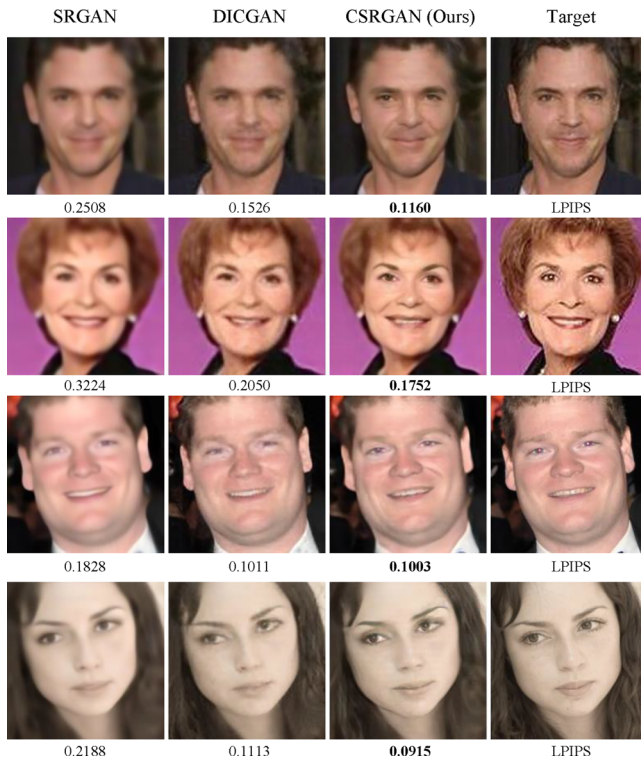 SRGAN DICGAN CSRGAN (Ours) Target
0.2508 0.1526 0.1160 LPIPS
0.3224 0.2050 0.1752 LPIPS
0.1828 0.1011 0.1003 LPIPS
0.2188 0.1113 0.0915 LPIPS